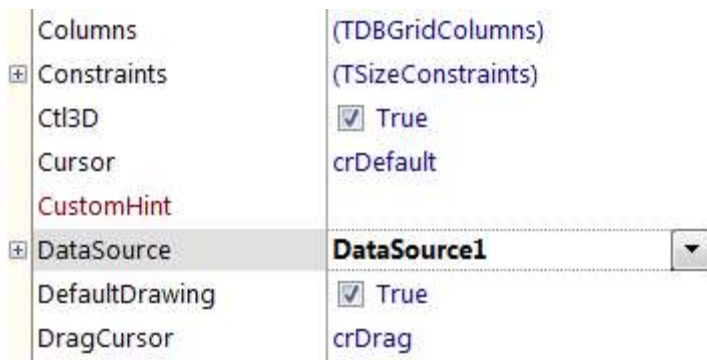 Columns (TDBGridColumns)
Constraints (TSizeConstraints)
Ctl3D True
Cursor crDefault
CustomHint
DataSource DataSource1
DefaultDrawing True
DragCursor crDrag